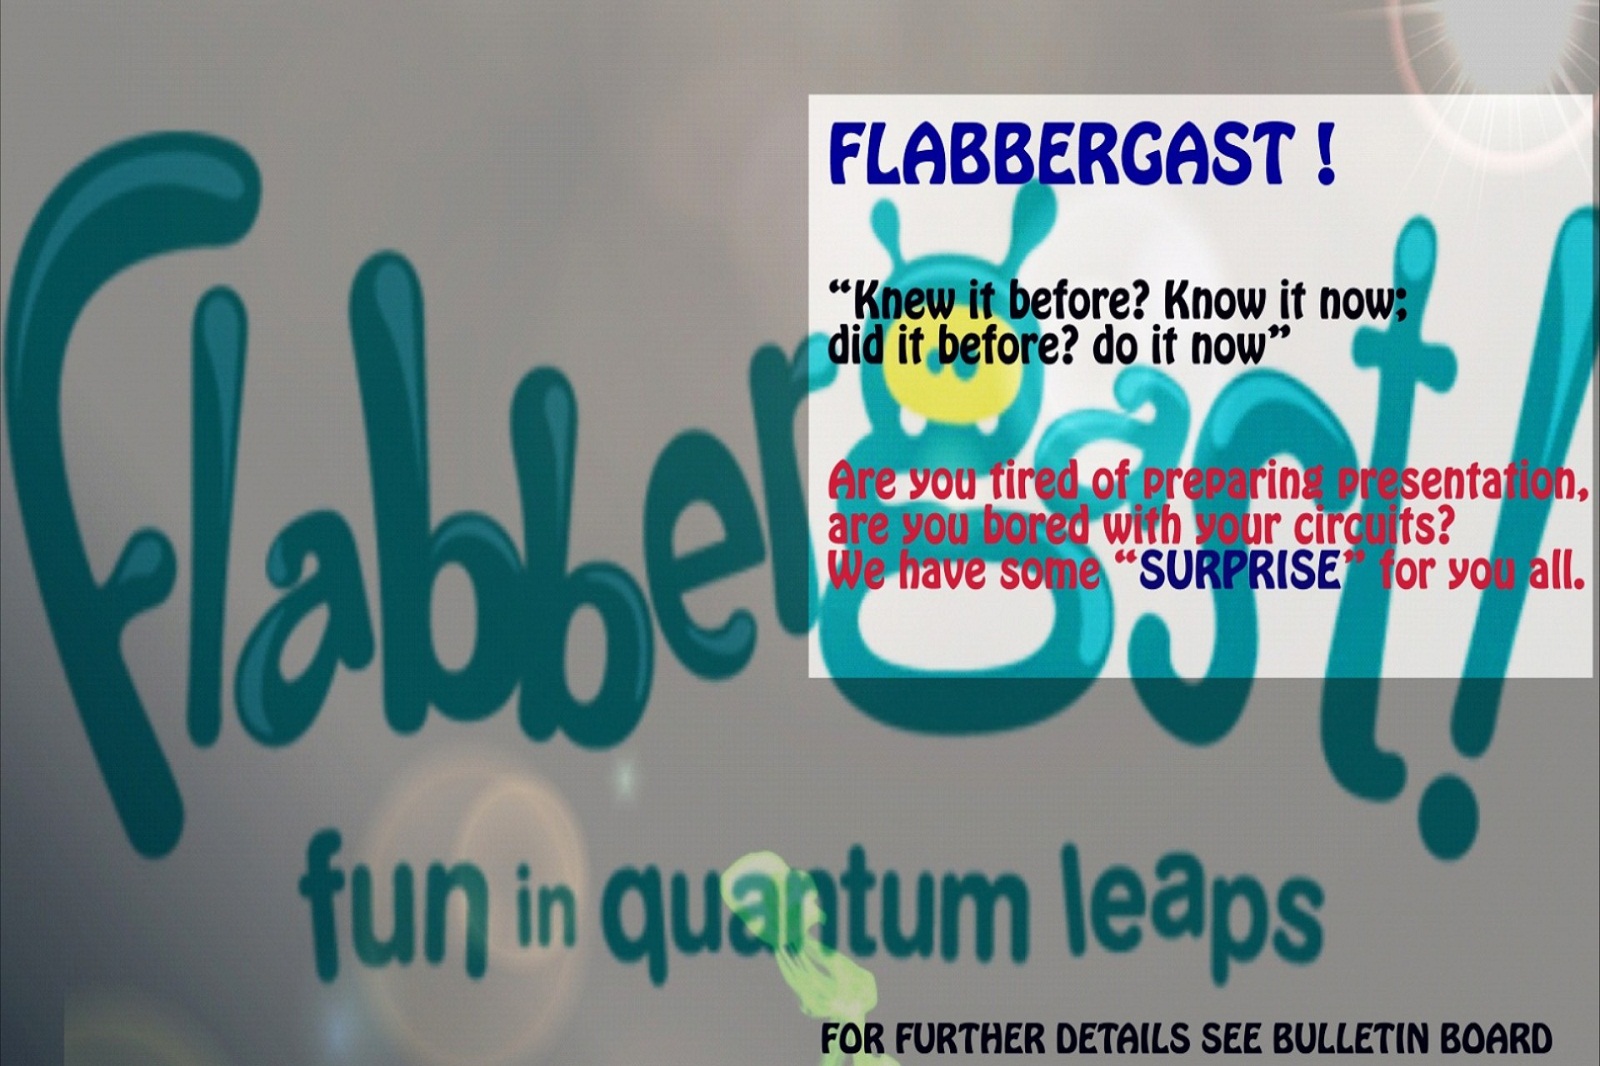 Flabbergast!
fun in quantum leaps
FLABBERGAST !
“Knew it before? Know it now;
did it before? do it now”
Are you tired of preparing presentation,
are you bored with your circuits?
We have some “SURPRISE” for you all.
FOR FURTHER DETAILS SEE BULLETIN BOARD